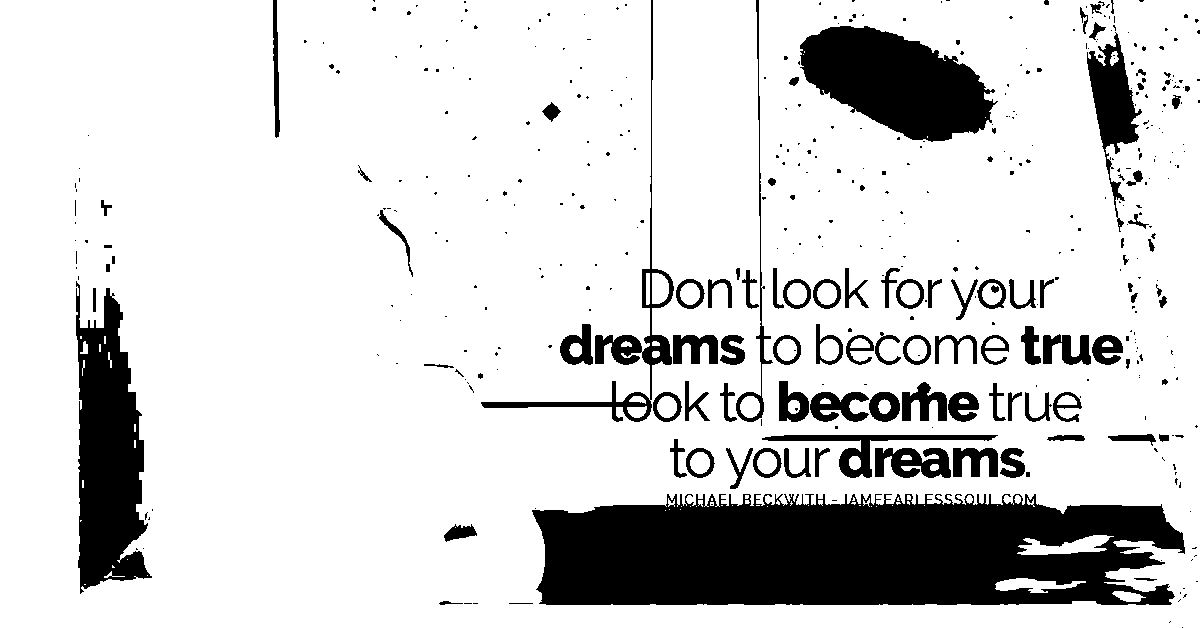 Don't look for your
dreams to become true,
look to become true
to your dreams.
MICHAEL BECKWITH - IAMFEARLESSSOUL.COM